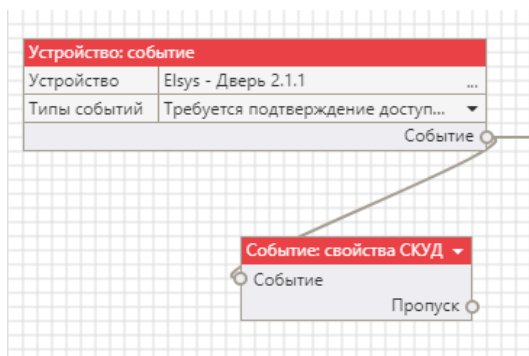 Устройство: событие
Устройство Elsys - Дверь 2.1.1 ...
Типы событий Требуется подтверждение доступ...
Событие
Событие: свойства СКУД
Событие
Пропуск